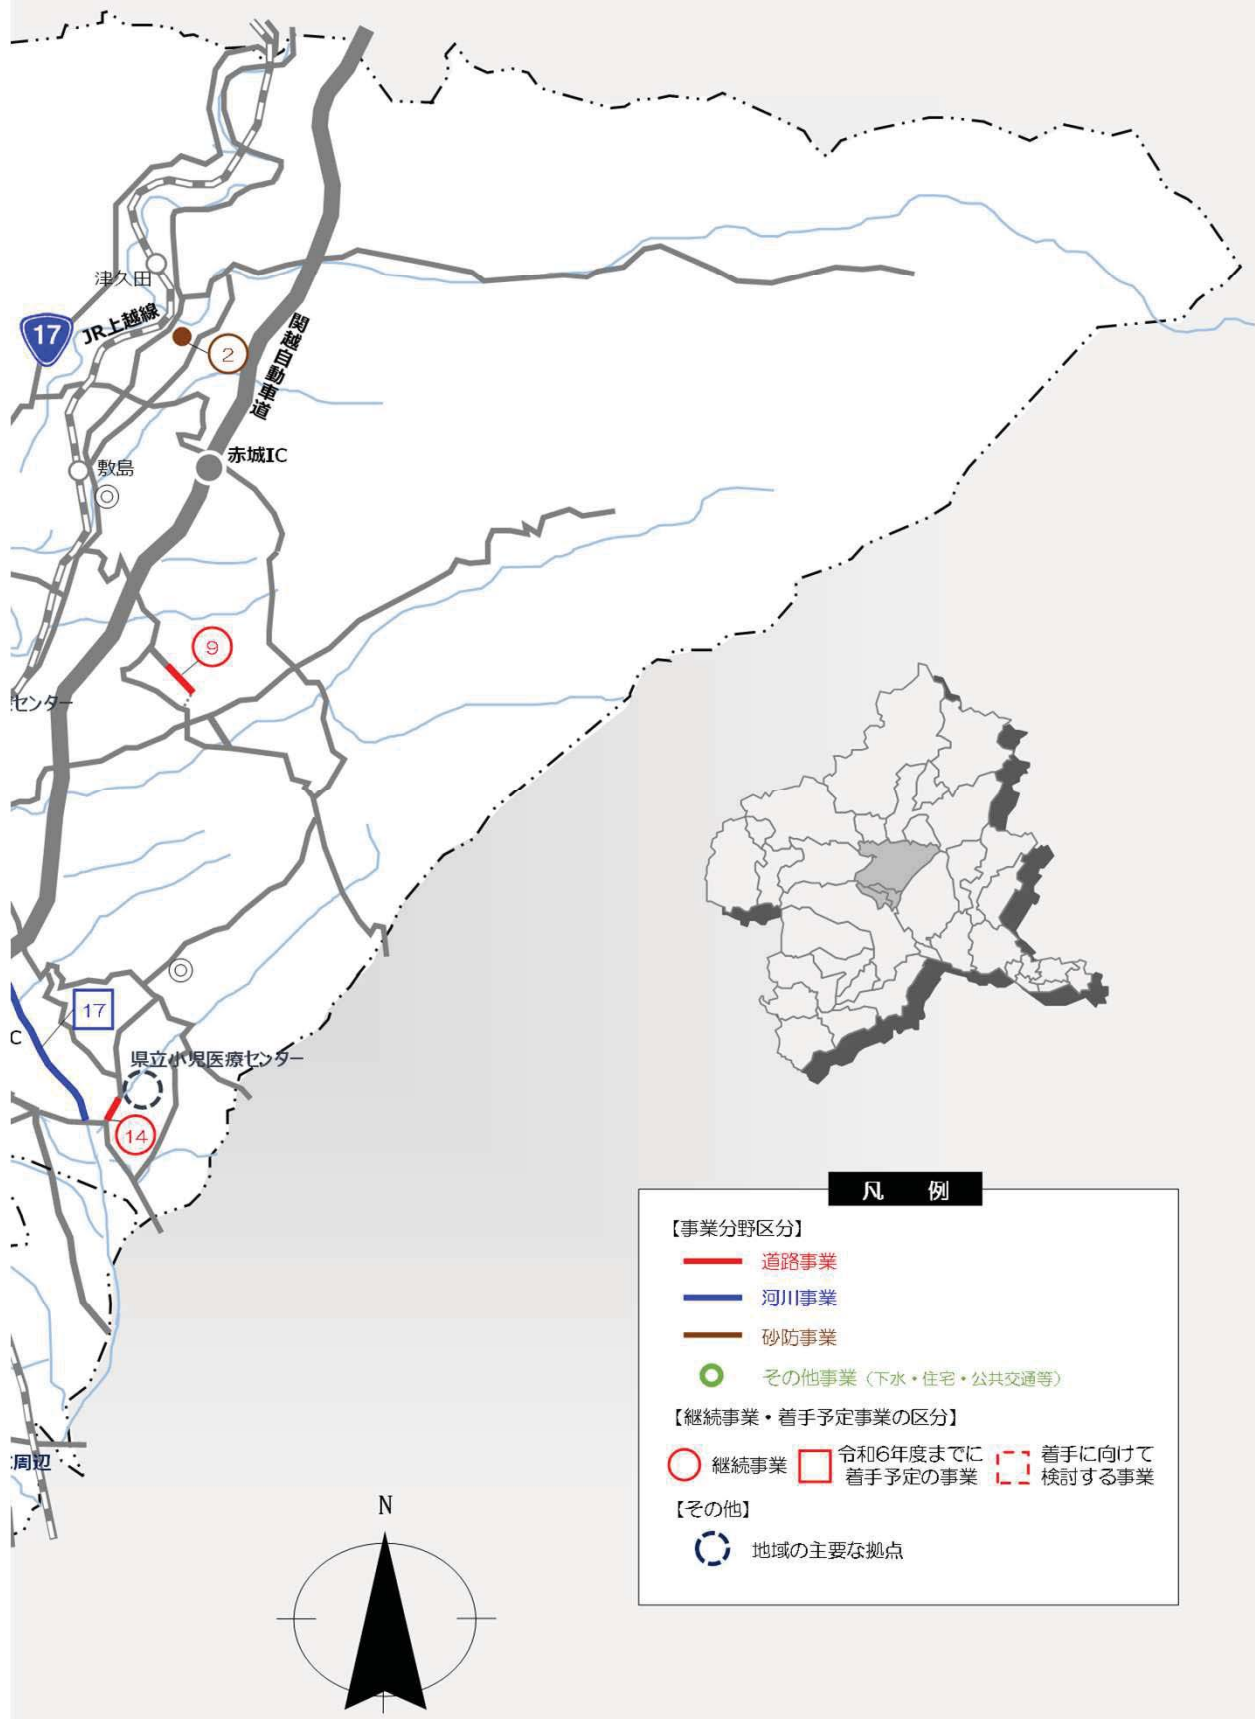 津久田
JR上越線
17
2
関越自動車道
赤城IC
敷島
9
センター
17
C
県立小児医療センター
14
周辺
N
凡 例
【事業分野区分】
道路事業
河川事業
砂防事業
その他事業（下水・住宅・公共交通等）
【継続事業・着手予定事業の区分】
継続事業
令和6年度までに
着手予定の事業
着手に向けて
検討する事業
【その他】
地域の主要な拠点